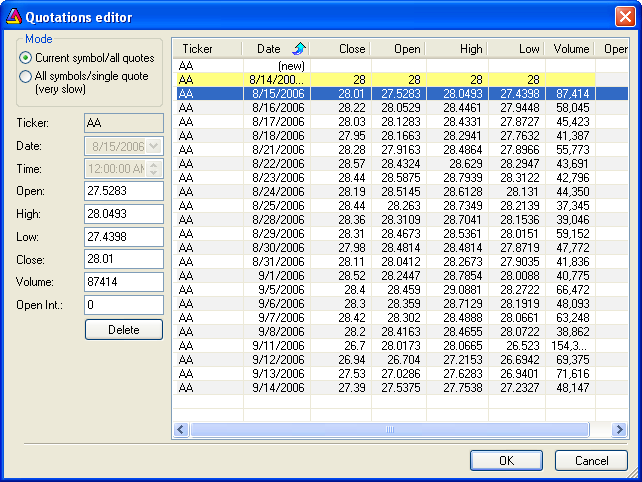 Quotations editor
Mode
Current symbol/all quotes
All symbols/single quote
(very slow)
Ticker: AA
Date: 8/15/2006
Time: 12:00:00 AM
Open: 27.5283
High: 28.0493
Low: 27.4398
Close: 28.01
Volume: 87414
Open Int.: 0
Delete
Ticker Date Close Open High Low Volume Oper
AA (new)
AA 8/14/200... 28 28 28 28
AA 8/15/2006 28.01 27.5283 28.0493 27.4398 87,414
AA 8/16/2006 28.22 28.0529 28.4461 27.9448 58,045
AA 8/17/2006 28.03 28.1283 28.4331 27.8727 45,423
AA 8/18/2006 27.95 28.1663 28.2941 27.7632 41,387
AA 8/21/2006 28.28 27.9163 28.4864 27.8966 55,773
AA 8/22/2006 28.57 28.4324 28.629 28.2947 43,691
AA 8/23/2006 28.44 28.5875 28.7939 28.3122 42,796
AA 8/24/2006 28.19 28.5145 28.6128 28.131 44,350
AA 8/25/2006 28.44 28.263 28.7349 28.2139 37,345
AA 8/28/2006 28.36 28.3109 28.7041 28.1536 39,046
AA 8/29/2006 28.31 28.4673 28.5361 28.0151 59,152
AA 8/30/2006 27.98 28.4814 28.4814 27.8719 47,772
AA 8/31/2006 28.11 28.0412 28.2673 27.9035 41,836
AA 9/1/2006 28.52 28.2447 28.7854 28.0088 40,775
AA 9/5/2006 28.4 28.459 29.0881 28.2722 66,472
AA 9/6/2006 28.3 28.359 28.7129 28.1919 48,093
AA 9/7/2006 28.42 28.302 28.4988 28.0661 63,248
AA 9/8/2006 28.2 28.4163 28.4655 28.0722 38,862
AA 9/11/2006 26.7 28.0173 28.0665 26.523 154,3...
AA 9/12/2006 26.94 26.704 27.2153 26.6942 69,375
AA 9/13/2006 27.53 27.0286 27.6283 26.9401 71,616
AA 9/14/2006 27.39 27.5375 27.7538 27.2327 48,147
OK Cancel